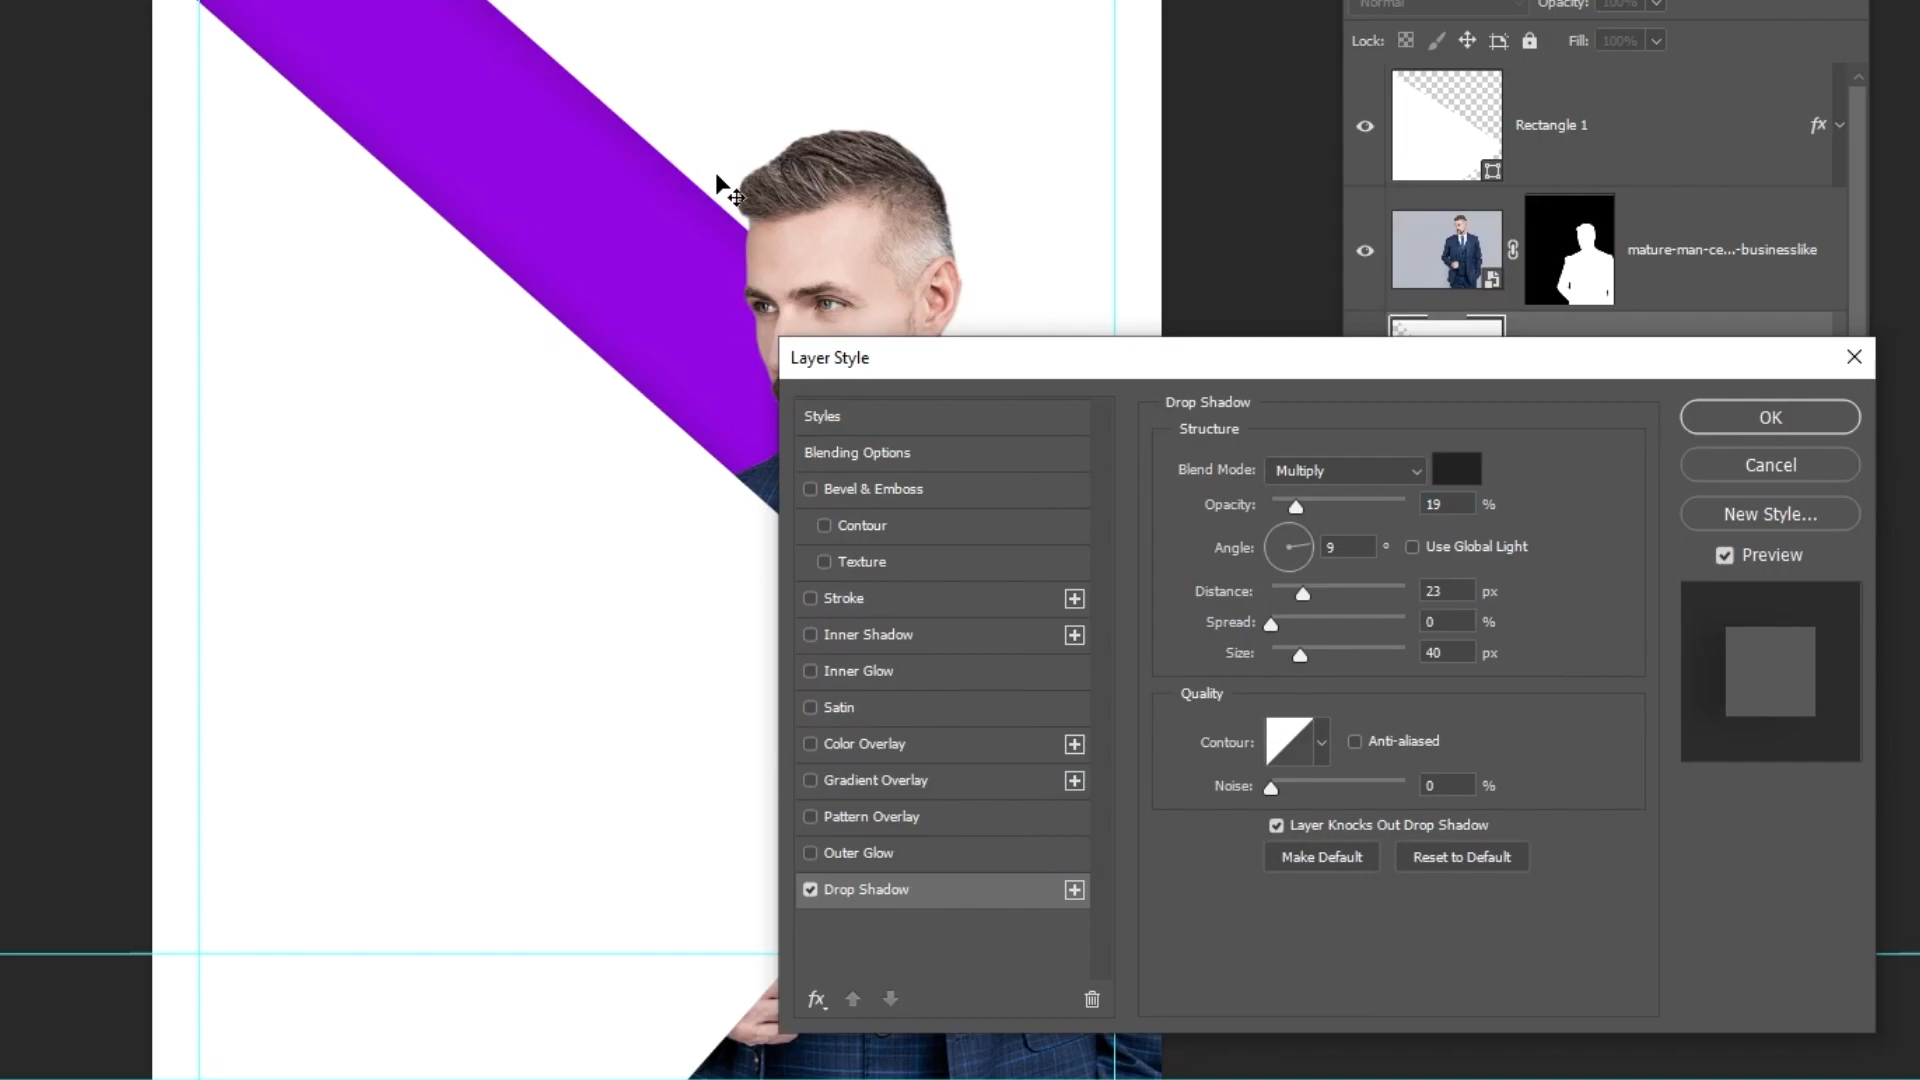 Normal Opacity: 100%
Lock: Fill: 100%
Rectangle 1 fx
mature-man-ce...-businesslike
Layer Style
Styles
Blending Options
Bevel & Emboss
Contour
Texture
Stroke
Inner Shadow
Inner Glow
Satin
Color Overlay
Gradient Overlay
Pattern Overlay
Outer Glow
Drop Shadow
fx
Drop Shadow
Structure
Blend Mode: Multiply
Opacity: 19 %
Angle: 9 ° Use Global Light
Distance: 23 px
Spread: 0 %
Size: 40 px
Quality
Contour: Anti-aliased
Noise: 0 %
Layer Knocks Out Drop Shadow
Make Default Reset to Default
OK
Cancel
New Style...
Preview